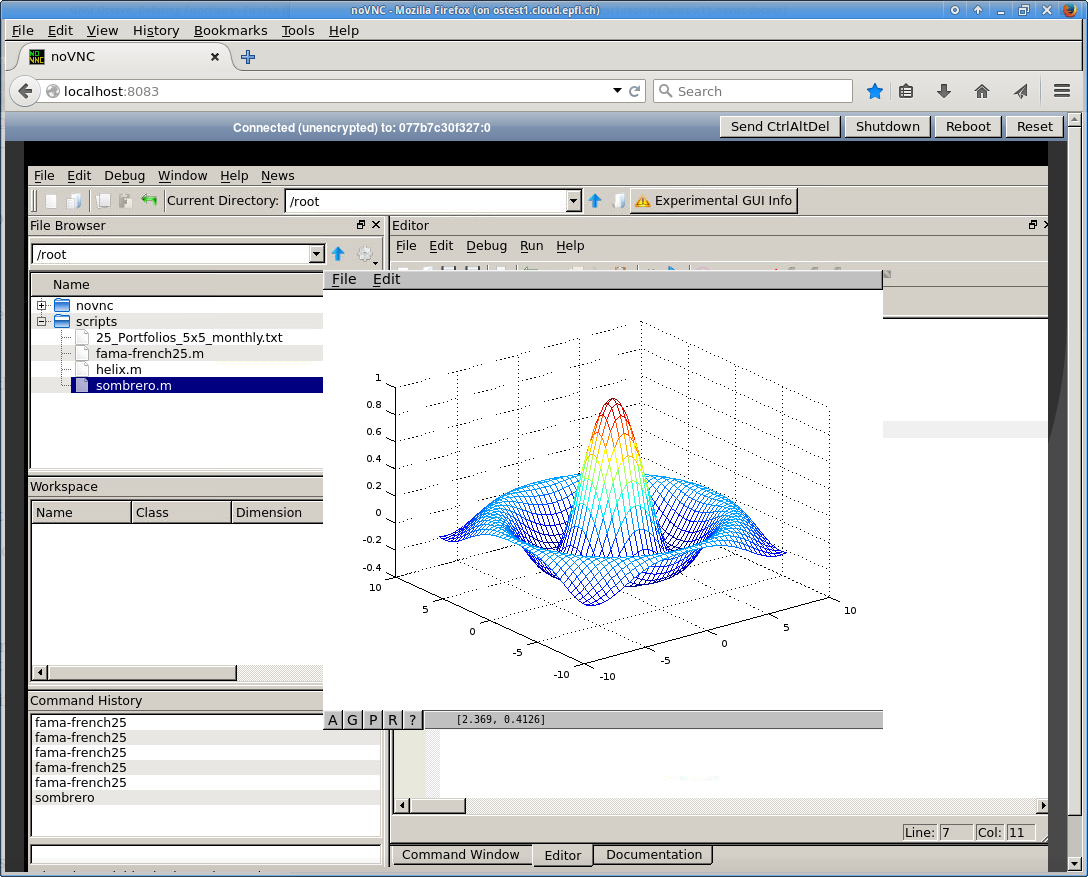 noVNC - Mozilla Firefox (on ostest1.cloud.epfl.ch)
File Edit View History Bookmarks Tools Help
NO VNC noVNC
localhost:8083 Search
Connected (unencrypted) to: 077b7c30f327:0 Send CtrlAltDel Shutdown Reboot Reset
File Edit Debug Window Help News
Current Directory: /root Experimental GUI Info
File Browser
/root
Name
novnc
scripts
25_Portfolios_5x5_monthly.txt
fama-french25.m
helix.m
sombrero.m
Workspace
Name Class Dimension
Command History
fama-french25
fama-french25
fama-french25
fama-french25
fama-french25
sombrero
Editor
File Edit Debug Run Help
File Edit
1
0.8
0.6
0.4
0.2
0
-0.2
-0.4
10
5
0
-5
-10
-10
-5
0
5
10
A G P R ? [2.369, 0.4126]
Line: 7 Col: 11
Command Window Editor Documentation